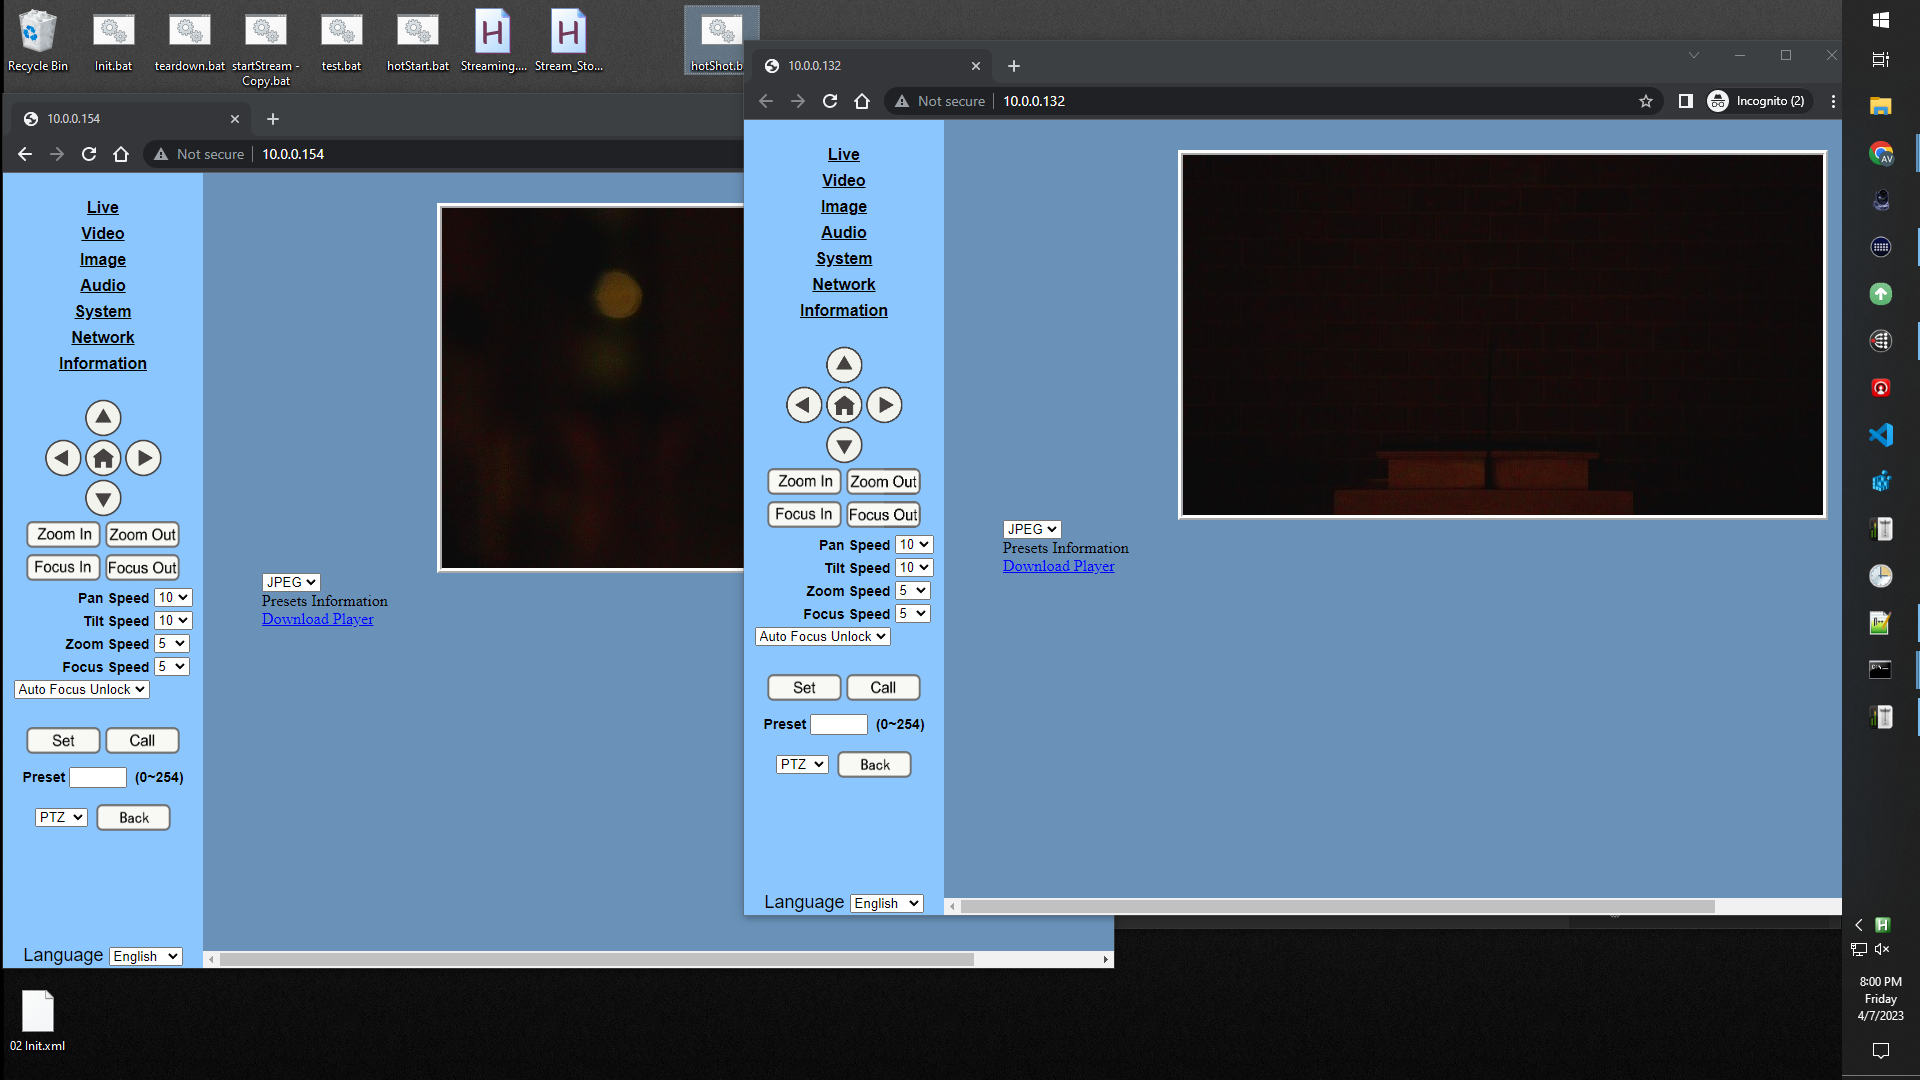 Recycle Bin
Init.bat
teardown.bat
startStream - Copy.bat
test.bat
hotStart.bat
Streaming....
Stream_Sto...
hotShot.b
10.0.0.154
Not secure
10.0.0.154
Live
Video
Image
Audio
System
Network
Information
Zoom In
Zoom Out
Focus In
Focus Out
Pan Speed 10
Tilt Speed 10
Zoom Speed 5
Focus Speed 5
Auto Focus Unlock
Set
Call
Preset (0~254)
PTZ
Back
Language English
JPEG
Presets Information
Download Player
10.0.0.132
Not secure
10.0.0.132
Incognito (2)
Live
Video
Image
Audio
System
Network
Information
Zoom In
Zoom Out
Focus In
Focus Out
Pan Speed 10
Tilt Speed 10
Zoom Speed 5
Focus Speed 5
Auto Focus Unlock
Set
Call
Preset (0~254)
PTZ
Back
Language English
JPEG
Presets Information
Download Player
02 Init.xml
AV
H
8:00 PM
Friday
4/7/2023